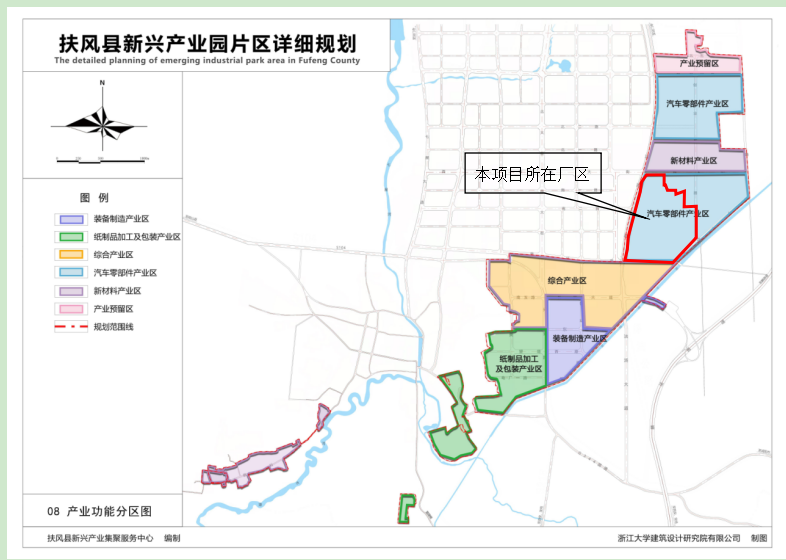 扶风县新兴产业园片区详细规划
The detailed planning of emerging industrial park area in Fufeng County
N
图 例
装备制造产业区
纸制品加工及包装产业区
综合产业区
汽车零部件产业区
新材料产业区
产业预留区
规划范围线
产业预留区
汽车零部件产业区
新材料产业区
本项目所在厂区
汽车零部件产业区
综合产业区
装备制造产业区
纸制品加工
及包装产业区
08 产业功能分区图
扶风县新兴产业集聚服务中心 编制
浙江大学建筑设计研究院有限公司 制图